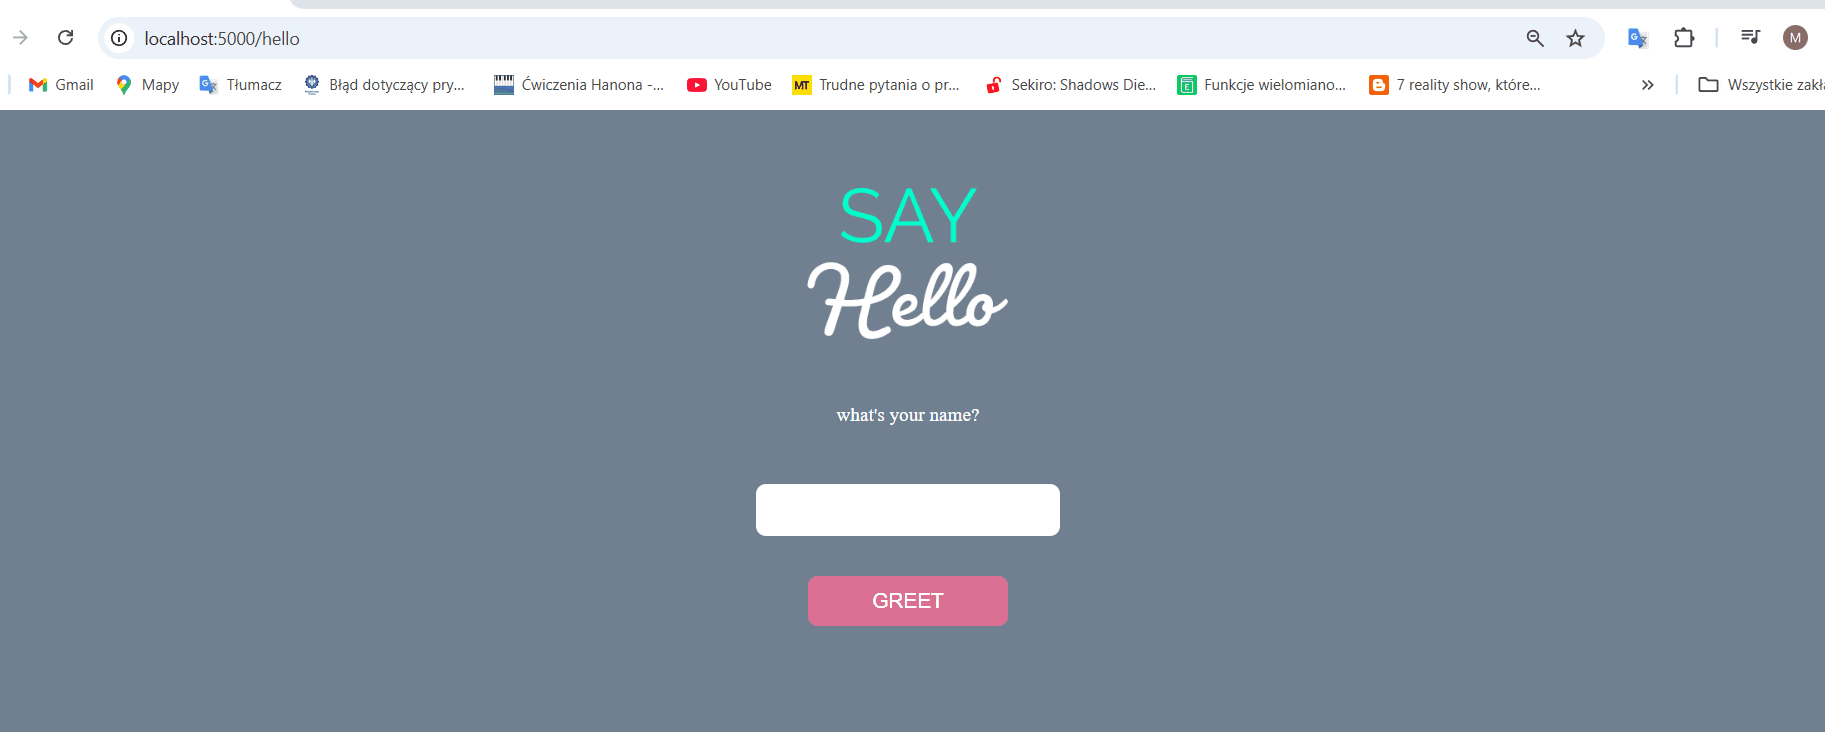 localhost:5000/hello
M
Gmail
Mapy
Tłumacz
Błąd dotyczący pry...
Ćwiczenia Hanona -...
YouTube
MT
Trudne pytania o pr...
Sekiro: Shadows Die...
Funkcje wielomiano...
7 reality show, które...
»
Wszystkie zakł
SAY
Hello
what's your name?
GREET